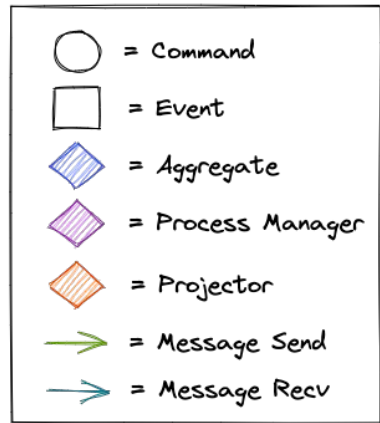 = Command
= Event
= Aggregate
= Process Manager
= Projector
= Message Send
= Message Recv